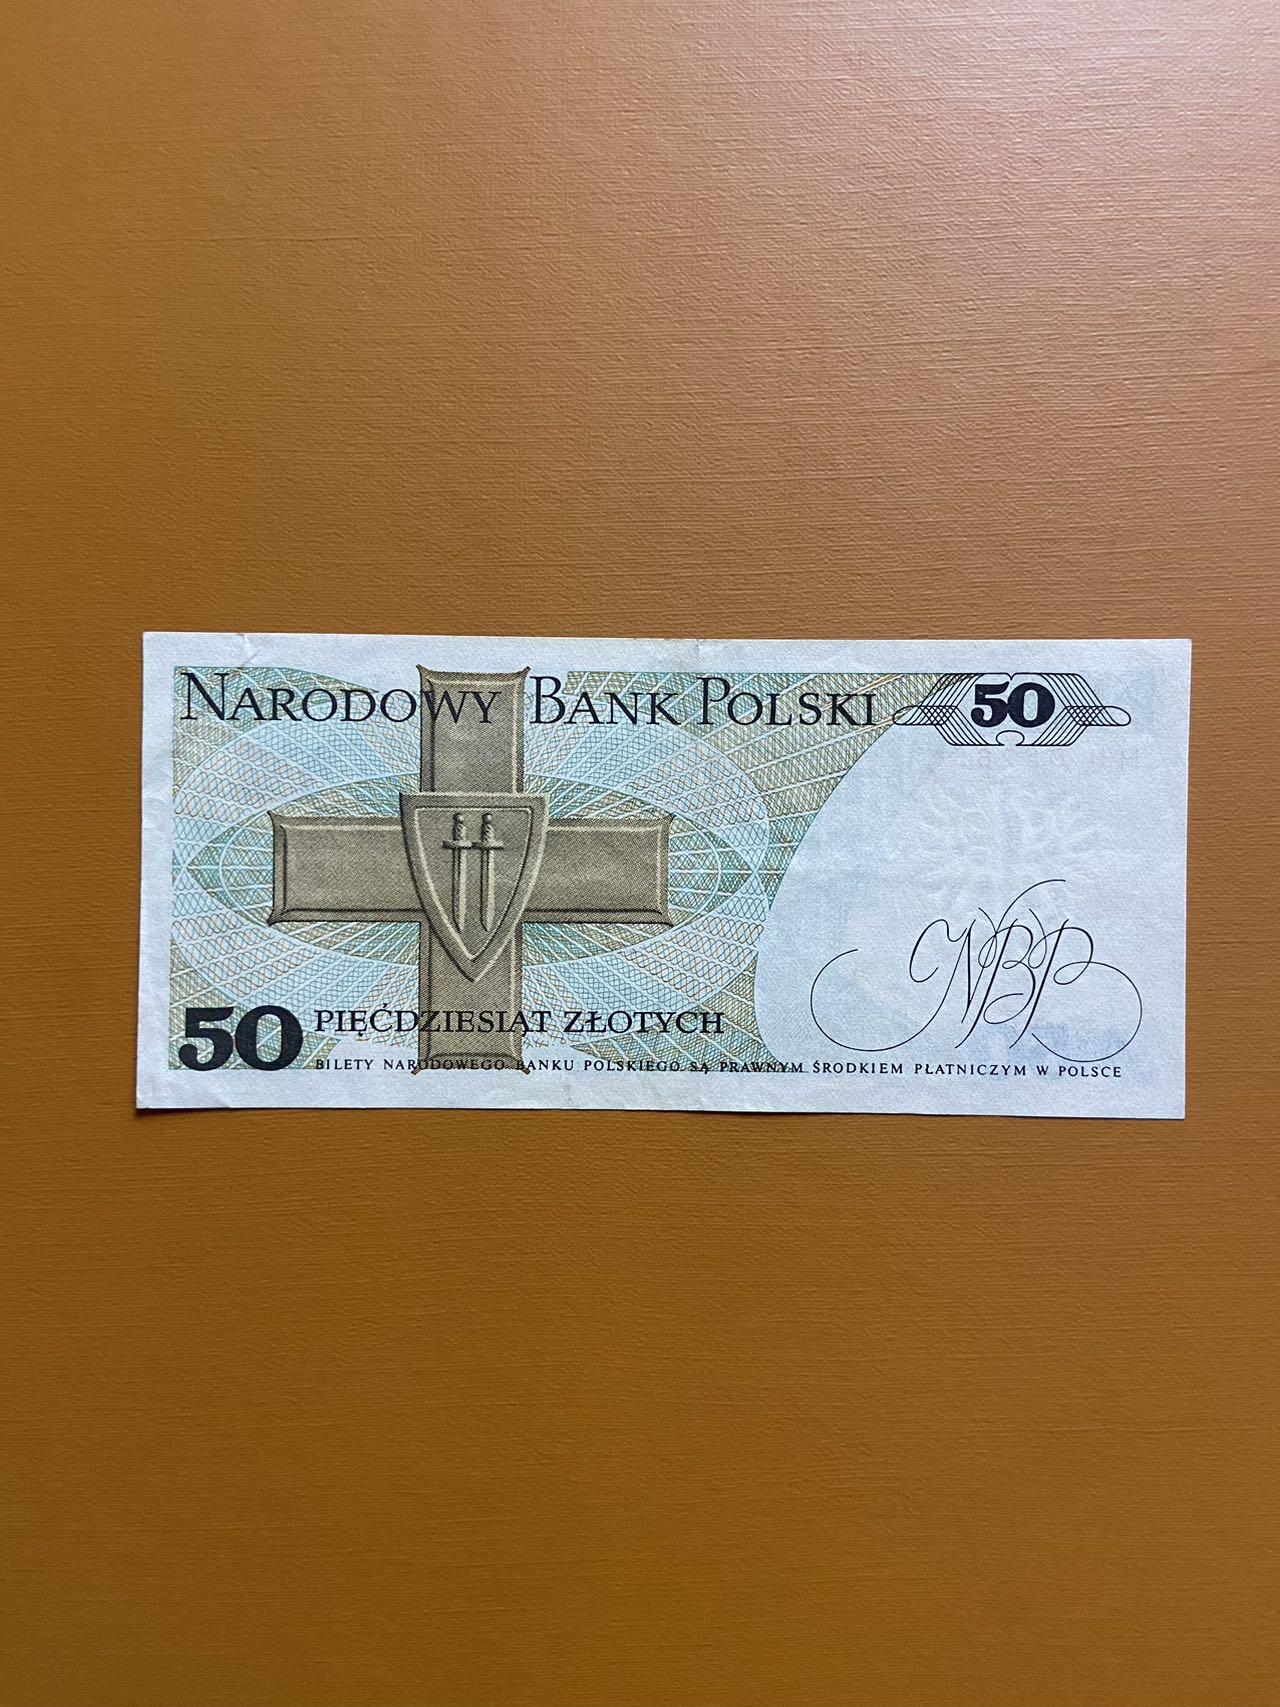 NARODOWY BANK POLSKI 50
NBP
50 PIĘĆDZIESIĄT ZŁOTYCH
BILETY NARODOWEGO BANKU POLSKIEGO SĄ PRAWNYM ŚRODKIEM PŁATNICZYM W POLSCE